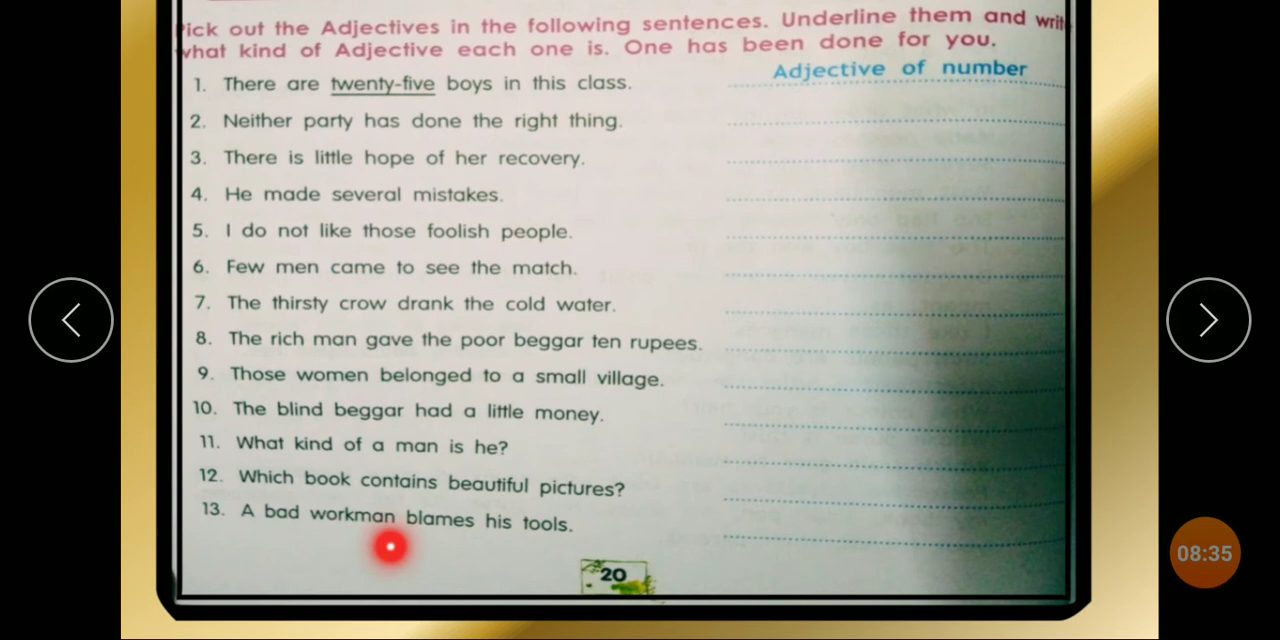 Pick out the Adjectives in the following sentences. Underline them and write
what kind of Adjective each one is. One has been done for you.
1. There are twenty-five boys in this class. Adjective of number
2. Neither party has done the right thing.
3. There is little hope of her recovery.
4. He made several mistakes.
5. I do not like those foolish people.
6. Few men came to see the match.
7. The thirsty crow drank the cold water.
8. The rich man gave the poor beggar ten rupees.
9. Those women belonged to a small village.
10. The blind beggar had a little money.
11. What kind of a man is he?
12. Which book contains beautiful pictures?
13. A bad workman blames his tools.
20
08:35